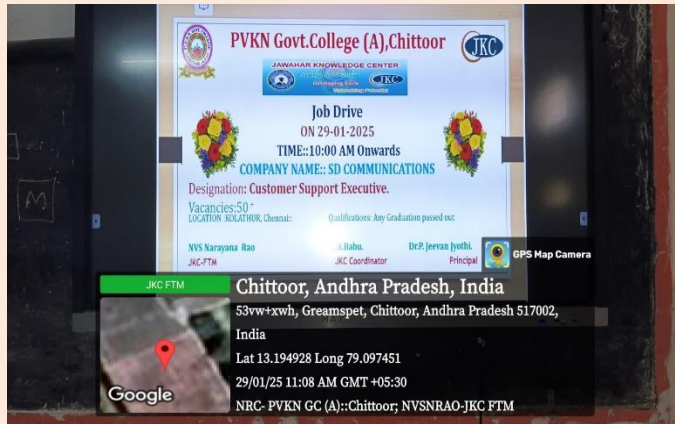 PVKN Govt.College (A),Chittoor
JKC
JAWAHAR KNOWLEDGE CENTER
JKC
Job Drive
ON 29-01-2025
TIME::10:00 AM Onwards
COMPANY NAME:: SD COMMUNICATIONS
Designation: Customer Support Executive.
Vacancies:50+
LOCATION :KOLATHUR, Chennai:: Qualifications: Any Graduation passed out
NVS Narayana Rao Babu. Dr.P. Jeevan Jyothi.
JKC-FTM JKC Coordinator Principal
GPS Map Camera
JKC FTM
Chittoor, Andhra Pradesh, India
53vw+xwh, Greamspet, Chittoor, Andhra Pradesh 517002,
India
Lat 13.194928 Long 79.097451
29/01/25 11:08 AM GMT +05:30
NRC- PVKN GC (A)::Chittoor; NVSNRAO-JKC FTM
Google
M